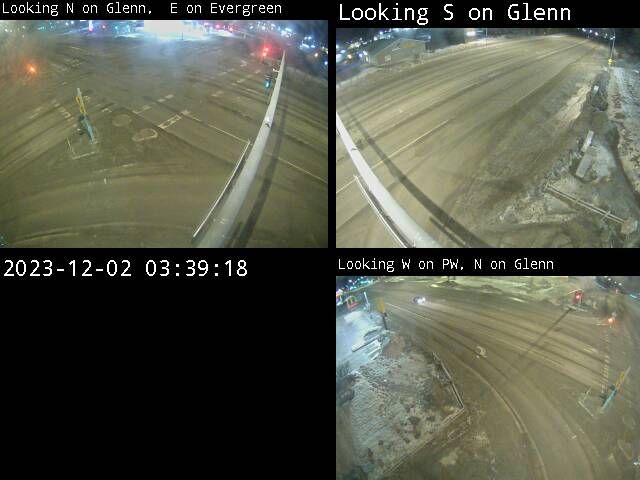 Looking N on Glenn,  E on Evergreen
Looking S on Glenn
2023-12-02 03:39:18
Looking W on PW, N on Glenn